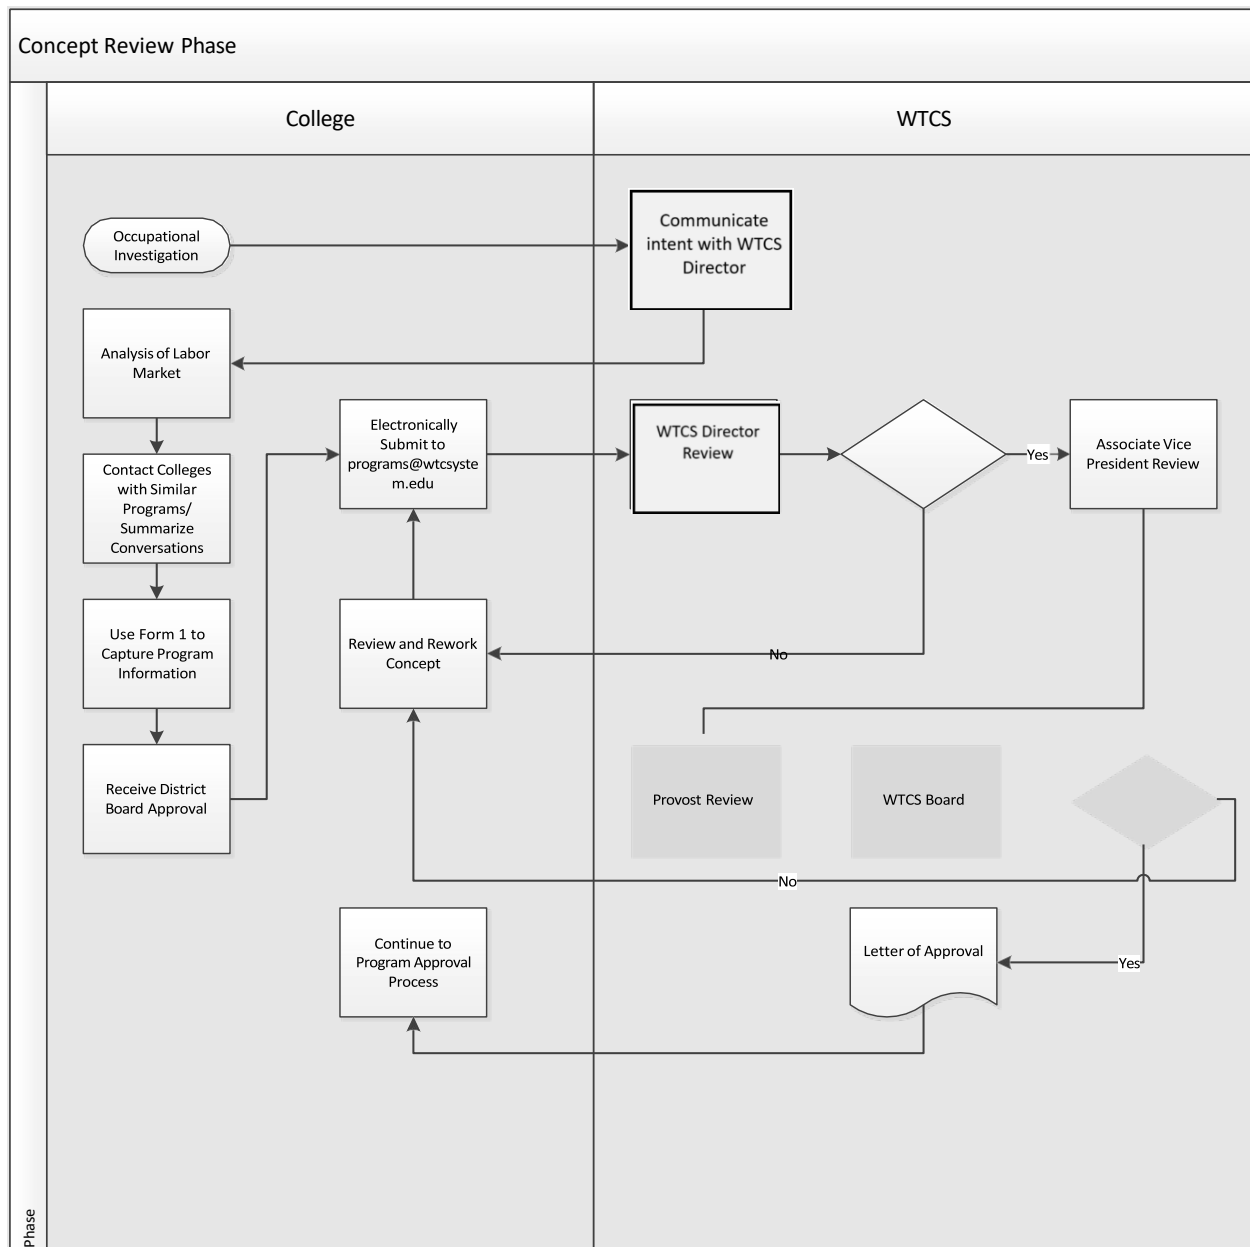 Concept Review Phase
College
WTCS
Occupational
Investigation
Communicate
intent with WTCS
Director
Analysis of Labor
Market
Electronically
Submit to
programs@wtcsyste
m.edu
WTCS Director
Review
Yes
Associate Vice
President Review
Contact Colleges
with Similar
Programs/
Summarize
Conversations
Use Form 1 to
Capture Program
Information
Review and Rework
Concept
No
Receive District
Board Approval
Provost Review
WTCS Board
No
Continue to
Program Approval
Process
Letter of Approval
Yes
Phase